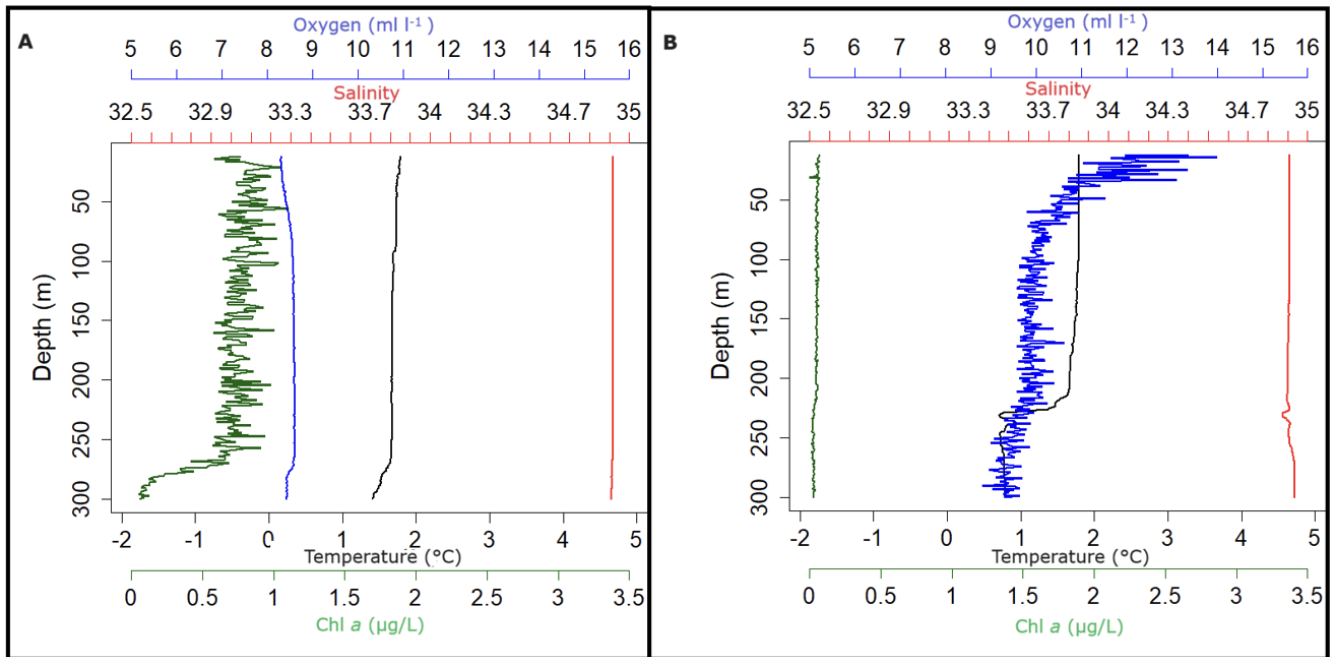 A
Oxygen (ml l⁻¹)
5 6 7 8 9 10 11 12 13 14 15 16
Salinity
32.5 32.9 33.3 33.7 34 34.3 34.7 35
Depth (m)
50
100
150
200
250
300
-2 -1 0 1 2 3 4 5
Temperature (°C)
0 0.5 1 1.5 2 2.5 3 3.5
Chl a (µg/L)
B
Oxygen (ml l⁻¹)
5 6 7 8 9 10 11 12 13 14 15 16
Salinity
32.5 32.9 33.3 33.7 34 34.3 34.7 35
Depth (m)
50
100
150
200
250
300
-2 -1 0 1 2 3 4 5
Temperature (°C)
0 0.5 1 1.5 2 2.5 3 3.5
Chl a (µg/L)